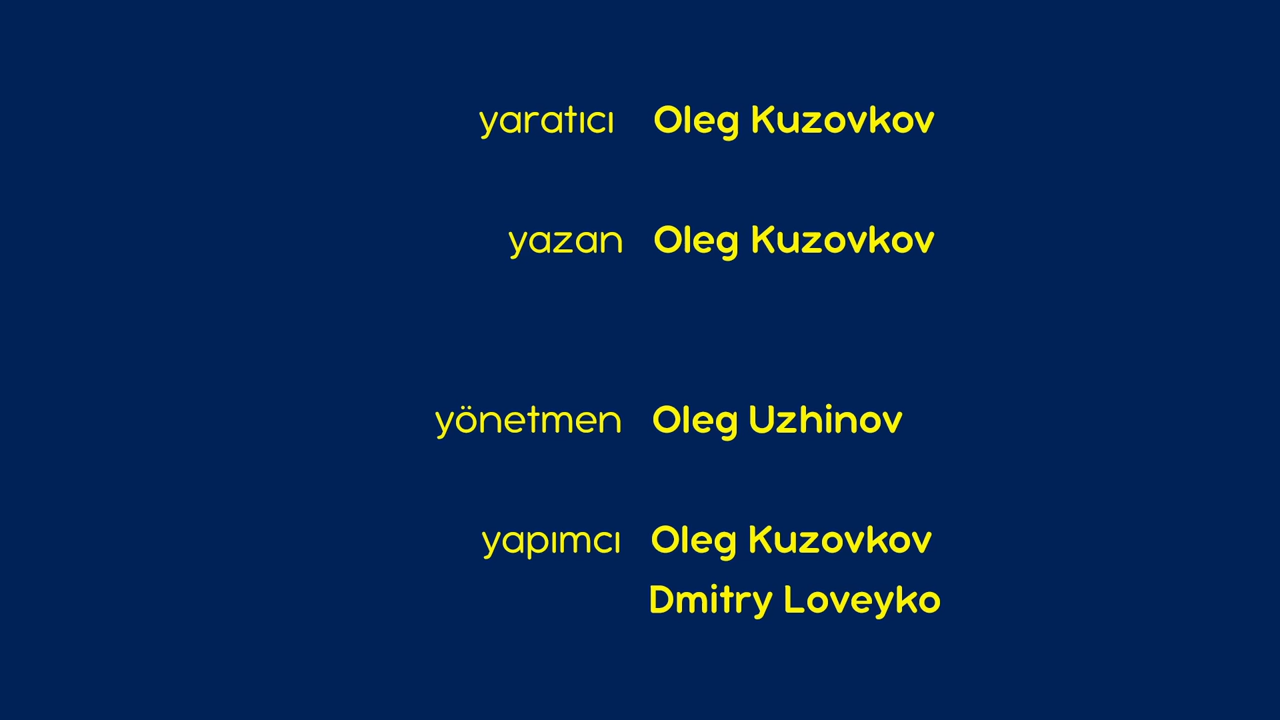 yaratıcı Oleg Kuzovkov
yazan Oleg Kuzovkov
yönetmen Oleg Uzhinov
yapımcı Oleg Kuzovkov
Dmitry Loveyko